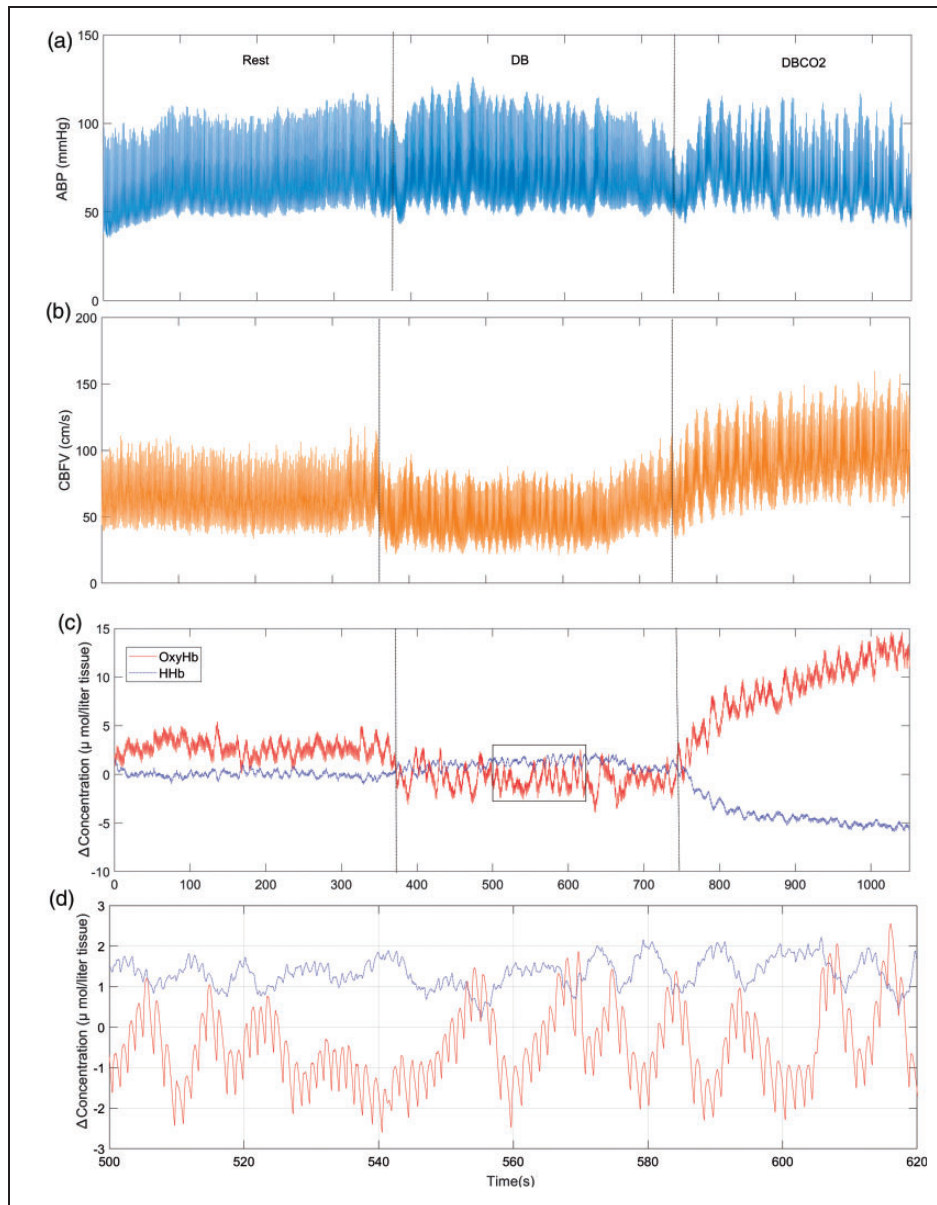 (a)
150
100
50
0
ABP (mmHg)
Rest
DB
DBCO2
(b)
200
150
100
50
0
CBFV (cm/s)
(c)
15
10
5
0
-5
-10
ΔConcentration (μ mol/liter tissue)
OxyHb
HHb
0 100 200 300 400 500 600 700 800 900 1000
(d)
3
2
1
0
-1
-2
-3
ΔConcentration (μ mol/liter tissue)
500 520 540 560 580 600 620
Time(s)